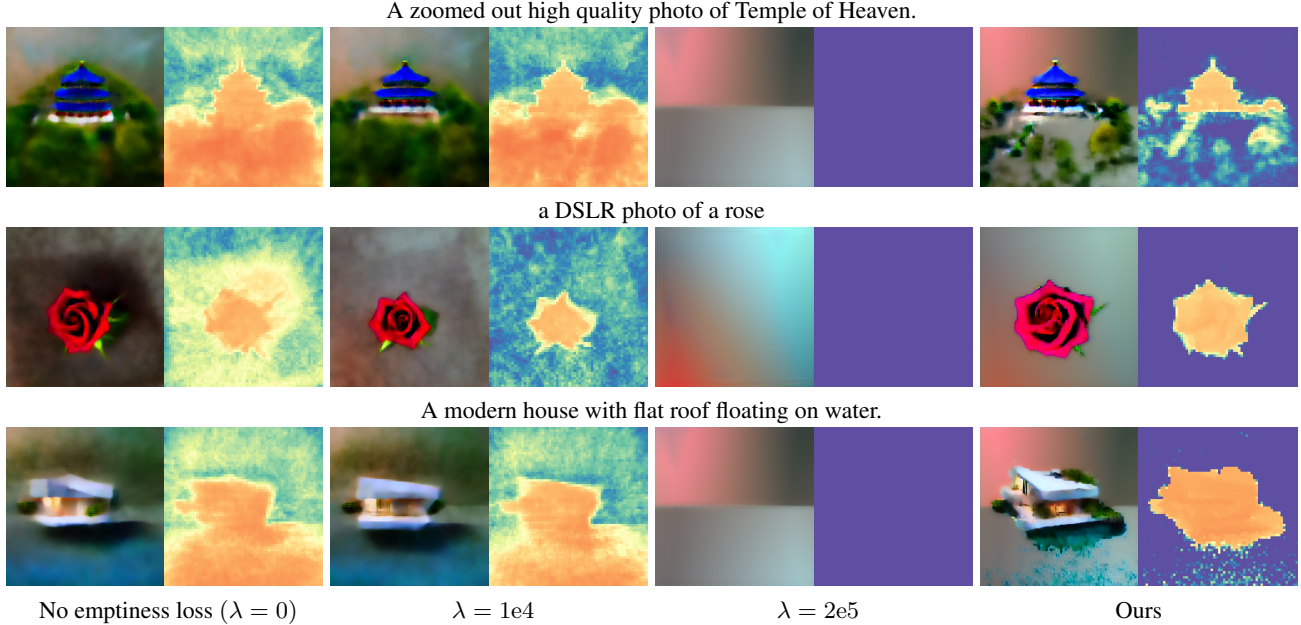 A zoomed out high quality photo of Temple of Heaven.
a DSLR photo of a rose
A modern house with flat roof floating on water.
No emptiness loss (λ = 0)
λ = 1e4
λ = 2e5
Ours